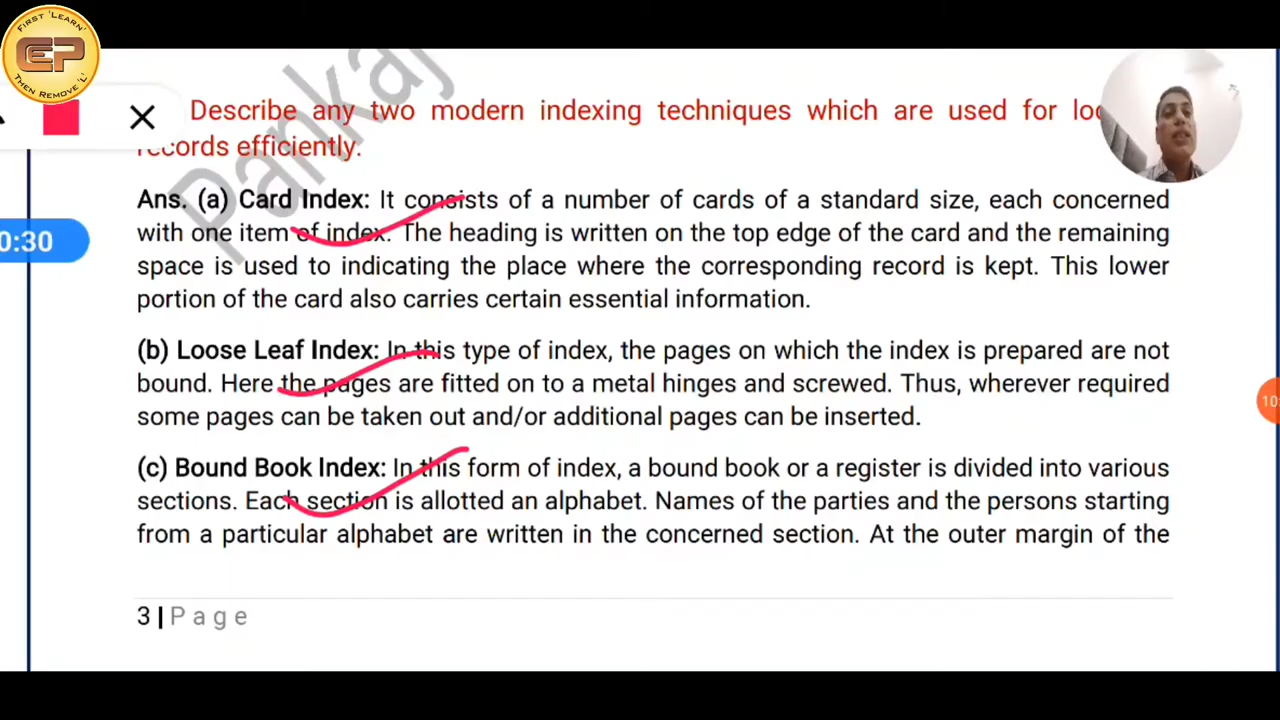 FIRST 'LEARN'
CEP
THEN REMOVE 'L'
Pankaj
Describe any two modern indexing techniques which are used for
records efficiently.
Ans. (a) Card Index: It consists of a number of cards of a standard size, each concerned
with one item of index. The heading is written on the top edge of the card and the remaining
space is used to indicating the place where the corresponding record is kept. This lower
portion of the card also carries certain essential information.
(b) Loose Leaf Index: In this type of index, the pages on which the index is prepared are not
bound. Here the pages are fitted on to a metal hinges and screwed. Thus, wherever required
some pages can be taken out and/or additional pages can be inserted.
(c) Bound Book Index: In this form of index, a bound book or a register is divided into various
sections. Each section is allotted an alphabet. Names of the parties and the persons starting
from a particular alphabet are written in the concerned section. At the outer margin of the
3 | P a g e
0:30
10: